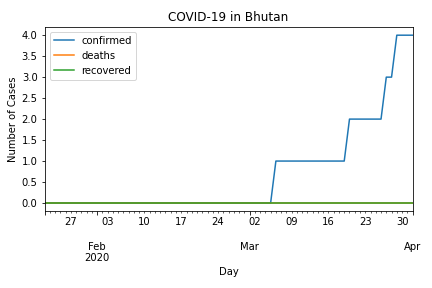 COVID-19 in Bhutan
confirmed
deaths
recovered
Number of Cases
4.0
3.5
3.0
2.5
2.0
1.5
1.0
0.5
0.0
27 03 10 17 24 02 09 16 23 30
Feb Mar Apr
2020
Day